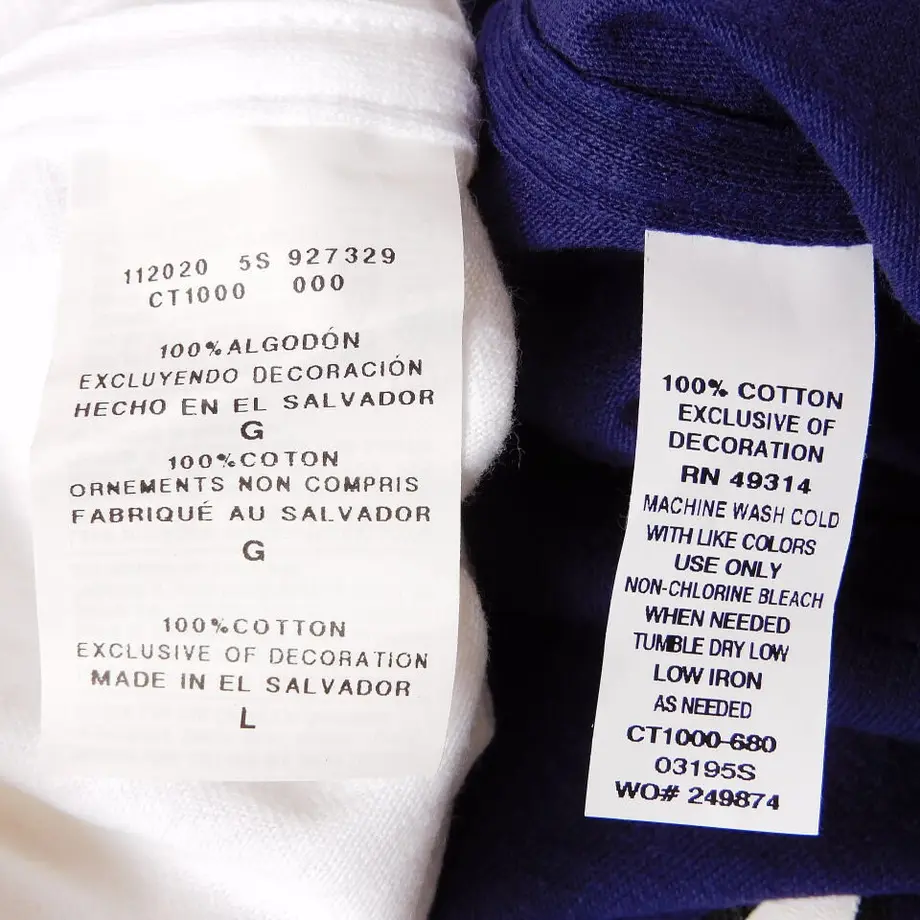 112020 5S 927329
CT1000 000
100%ALGODÓN
EXCLUYENDO DECORACIÓN
HECHO EN EL SALVADOR
G
100%COTON
ORNEMENTS NON COMPRIS
FABRIQUÉ AU SALVADOR
G
100%COTTON
EXCLUSIVE OF DECORATION
MADE IN EL SALVADOR
L
100% COTTON
EXCLUSIVE OF
DECORATION
RN 49314
MACHINE WASH COLD
WITH LIKE COLORS
USE ONLY
NON-CHLORINE BLEACH
WHEN NEEDED
TUMBLE DRY LOW
LOW IRON
AS NEEDED
CT1000-680
03195S
WO# 249874